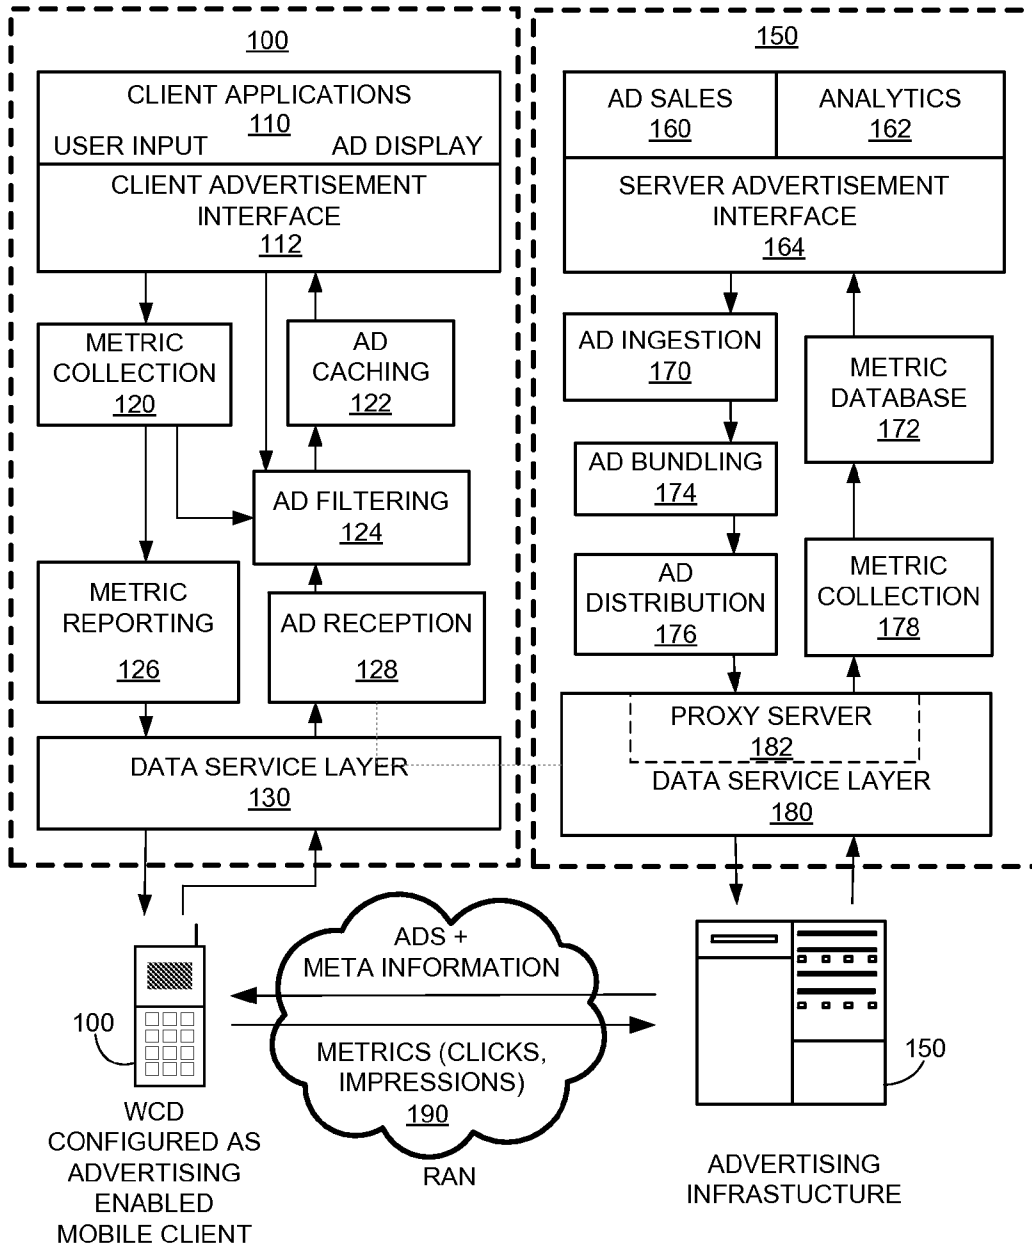 100
CLIENT APPLICATIONS
110
USER INPUT
AD DISPLAY
CLIENT ADVERTISEMENT
INTERFACE
112
METRIC
COLLECTION
120
AD
CACHING
122
AD FILTERING
124
METRIC
REPORTING
126
AD RECEPTION
128
DATA SERVICE LAYER
130
150
AD SALES
160
ANALYTICS
162
SERVER ADVERTISEMENT
INTERFACE
164
AD INGESTION
170
METRIC
DATABASE
172
AD BUNDLING
174
AD
DISTRIBUTION
176
METRIC
COLLECTION
178
PROXY SERVER
182
DATA SERVICE LAYER
180
ADS +
META INFORMATION
METRICS (CLICKS,
IMPRESSIONS)
190
RAN
100
WCD
CONFIGURED AS
ADVERTISING
ENABLED
MOBILE CLIENT
150
ADVERTISING
INFRASTUCTURE